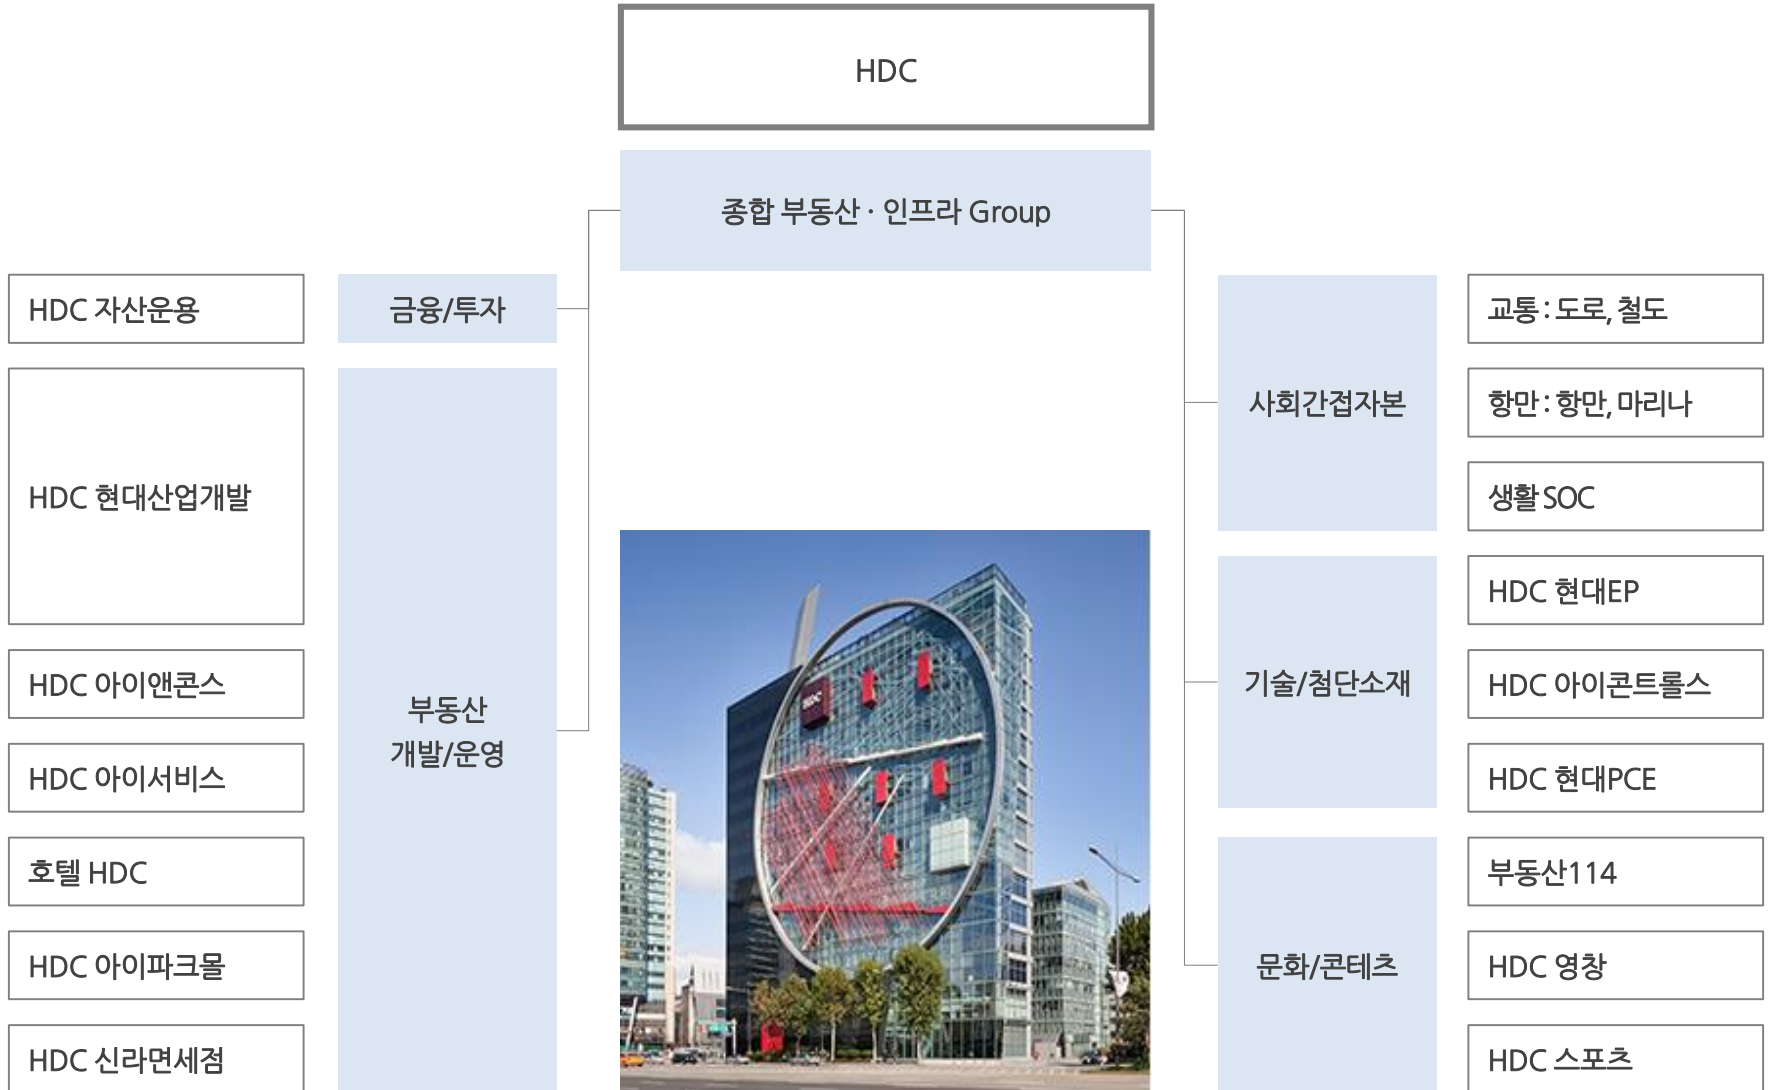 HDC
종합 부동산 · 인프라 Group
금융/투자
HDC 자산운용
부동산
개발/운영
HDC 현대산업개발
HDC 아이앤콘스
HDC 아이서비스
호텔 HDC
HDC 아이파크몰
HDC 신라면세점
사회간접자본
교통 : 도로, 철도
항만 : 항만, 마리나
생활 SOC
기술/첨단소재
HDC 현대EP
HDC 아이콘트롤스
HDC 현대PCE
문화/콘테츠
부동산114
HDC 영창
HDC 스포츠
HDC